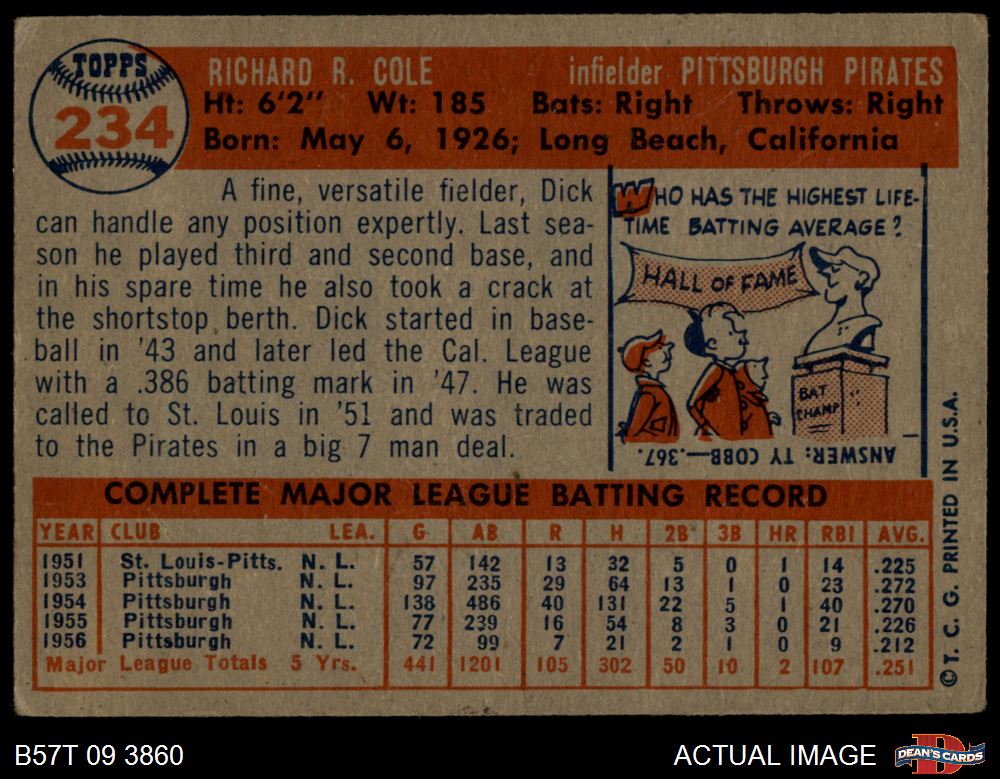 TOPPS
234
RICHARD R. COLE infielder PITTSBURGH PIRATES
Ht: 6'2" Wt: 185 Bats: Right Throws: Right
Born: May 6, 1926; Long Beach, California
A fine, versatile fielder, Dick
can handle any position expertly. Last sea-
son he played third and second base, and
in his spare time he also took a crack at
the shortstop berth. Dick started in base-
ball in '43 and later led the Cal. League
with a .386 batting mark in '47. He was
called to St. Louis in '51 and was traded
to the Pirates in a big 7 man deal.
WHO HAS THE HIGHEST LIFE-
TIME BATTING AVERAGE?
HALL OF FAME
BAT
CHAMP
ANSWER: TY COBB—.367.
COMPLETE MAJOR LEAGUE BATTING RECORD
YEAR CLUB LEA. G AB R H 2B 3B HR RBI AVG.
1951 St. Louis-Pitts. N. L. 57 142 13 32 5 0 1 14 .225
1953 Pittsburgh N. L. 97 235 29 64 13 1 0 23 .272
1954 Pittsburgh N. L. 138 486 40 131 22 5 1 40 .270
1955 Pittsburgh N. L. 77 239 16 54 8 3 0 21 .226
1956 Pittsburgh N. L. 72 99 7 21 2 1 0 9 .212
Major League Totals 5 Yrs. 441 1201 105 302 50 10 2 107 .251
©T. C. G. PRINTED IN U.S.A.
B57T 09 3860
ACTUAL IMAGE
DEAN'S CARDS